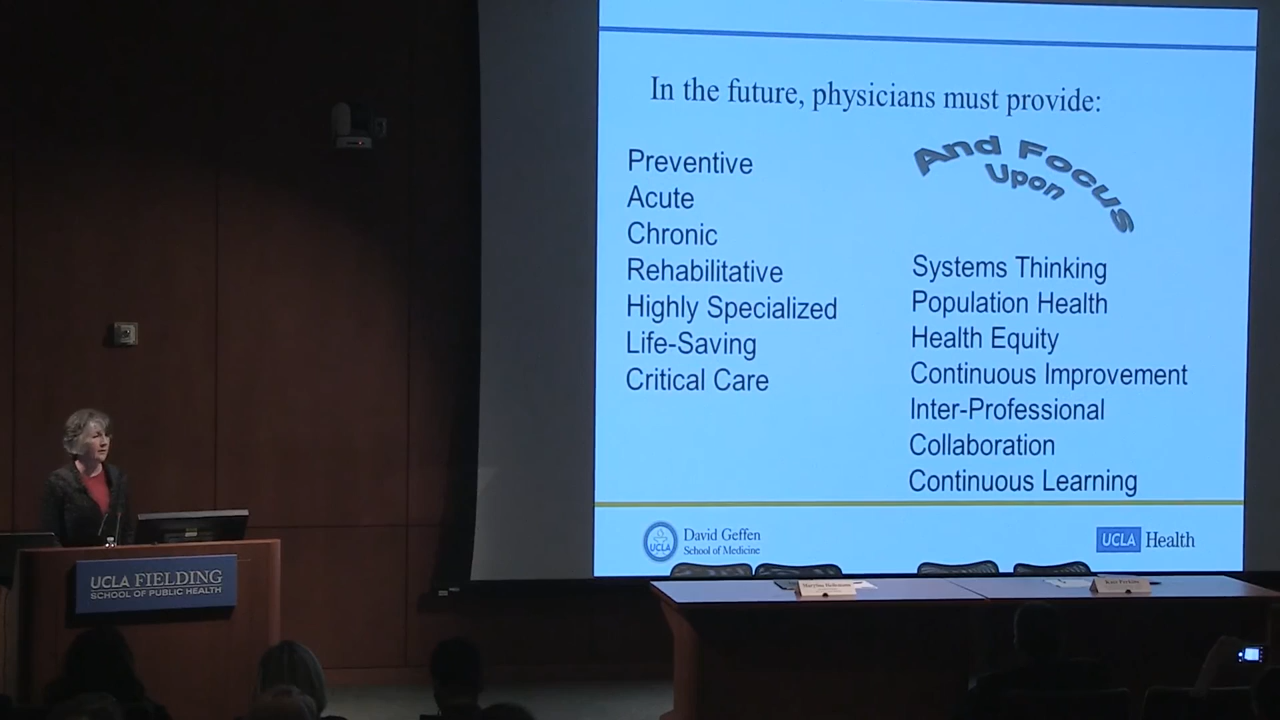 In the future, physicians must provide:
Preventive
Acute
Chronic
Rehabilitative
Highly Specialized
Life-Saving
Critical Care
And Focus
Upon
Systems Thinking
Population Health
Health Equity
Continuous Improvement
Inter-Professional
Collaboration
Continuous Learning
UCLA
David Geffen
School of Medicine
UCLA Health
UCLA FIELDING
SCHOOL OF PUBLIC HEALTH